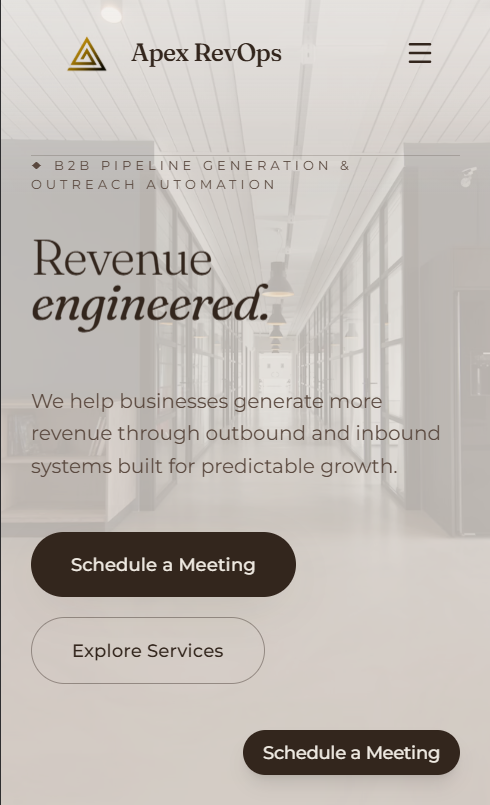 Apex RevOps
◆ B2B PIPELINE GENERATION &
OUTREACH AUTOMATION
Revenue
engineered.
We help businesses generate more
revenue through outbound and inbound
systems built for predictable growth.
Schedule a Meeting
Explore Services
Schedule a Meeting